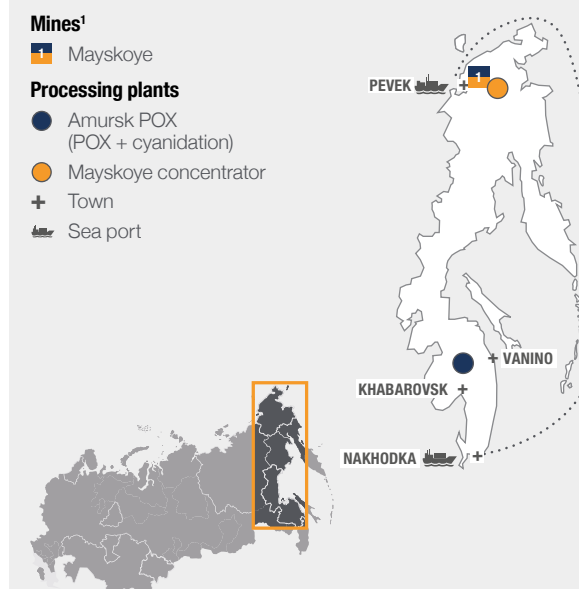 Mines¹
1 Mayskoye
Processing plants
Amursk POX
(POX + cyanidation)
Mayskoye concentrator
Town
Sea port
1
PEVEK
VANINO
KHABAROVSK
NAKHODKA